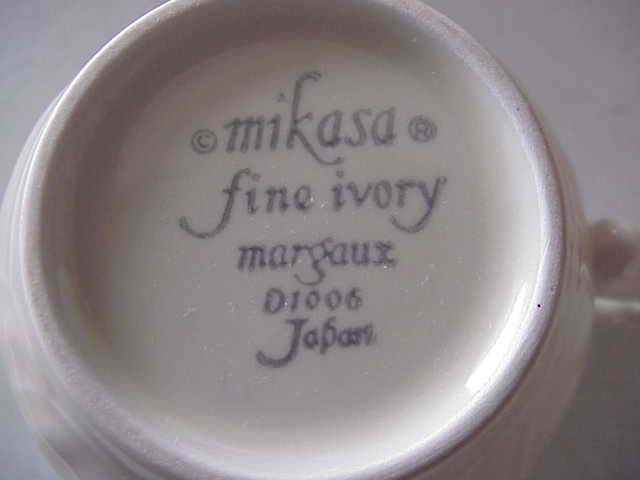 © mikasa ®
fine ivory
margaux
D1006
Japan